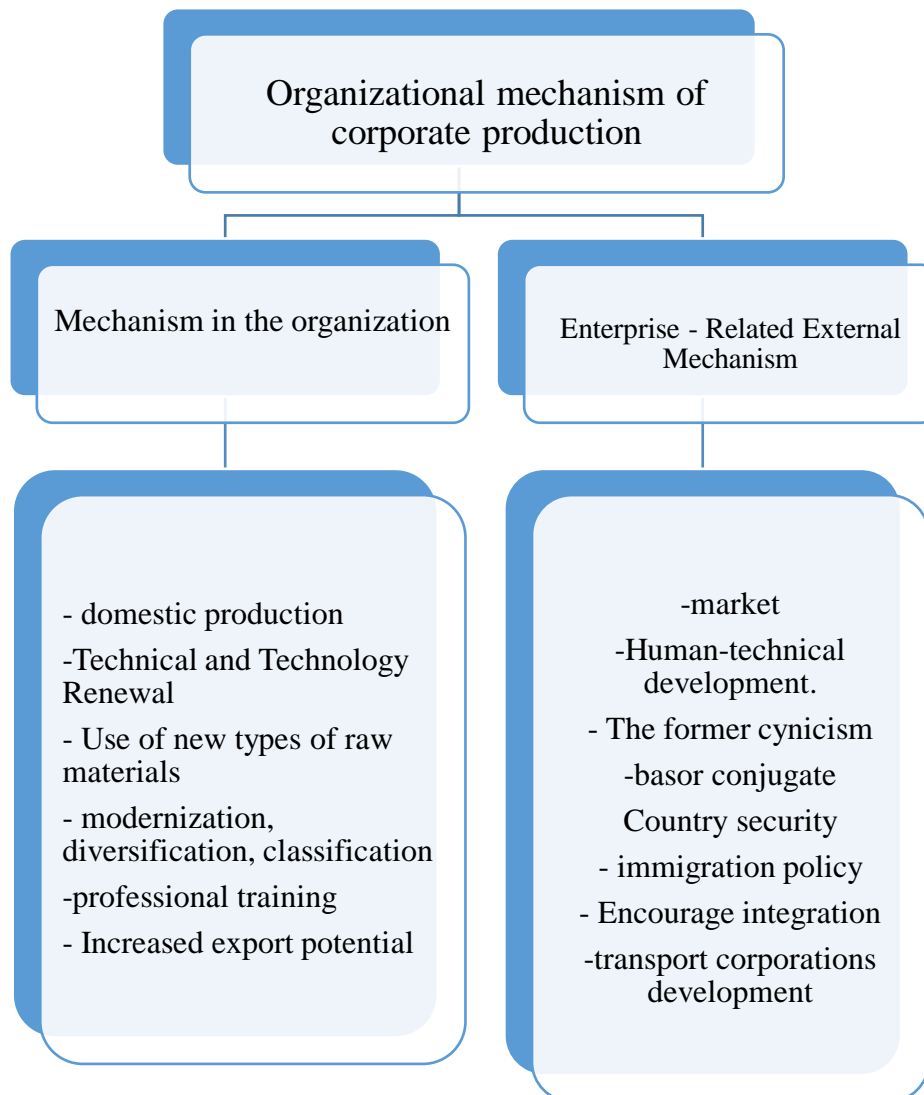 Organizational mechanism of
corporate production
Mechanism in the organization
Enterprise - Related External
Mechanism
- domestic production
-Technical and Technology
Renewal
- Use of new types of raw
materials
- modernization,
diversification, classification
-professional training
- Increased export potential
-market
-Human-technical
development.
- The former cynicism
-basor conjugate
Country security
- immigration policy
- Encourage integration
-transport corporations
development